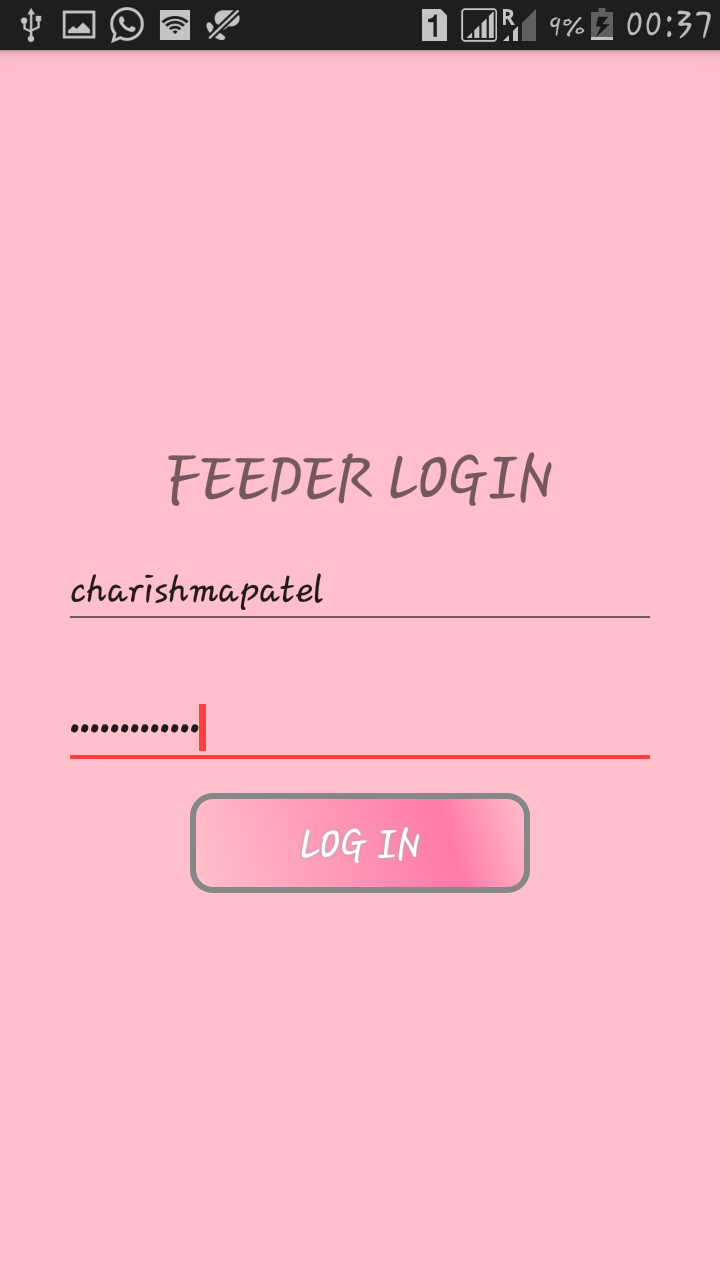 1 R 9% 00:37
FEEDER LOGIN
charishmapatel
•••••••••••••
LOG IN